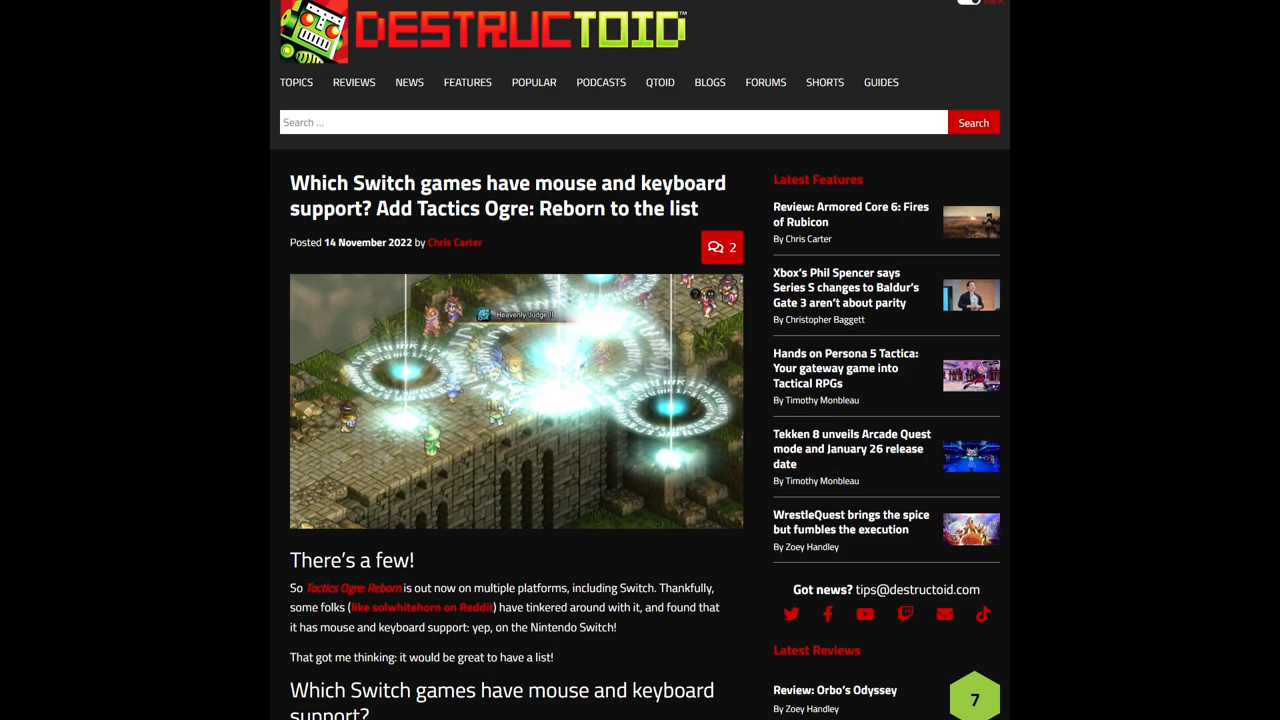 DESTRUCTOID™
TOPICS REVIEWS NEWS FEATURES POPULAR PODCASTS QTOID BLOGS FORUMS SHORTS GUIDES
Search ...
Search
Which Switch games have mouse and keyboard
support? Add Tactics Ogre: Reborn to the list
Posted 14 November 2022 by Chris Carter
2
Heavenly Judge II
There's a few!
So Tactics Ogre: Reborn is out now on multiple platforms, including Switch. Thankfully,
some folks (like solwhitehorn on Reddit) have tinkered around with it, and found that
it has mouse and keyboard support: yep, on the Nintendo Switch!
That got me thinking: it would be great to have a list!
Which Switch games have mouse and keyboard
support?
Latest Features
Review: Armored Core 6: Fires
of Rubicon
By Chris Carter
Xbox's Phil Spencer says
Series S changes to Baldur's
Gate 3 aren't about parity
By Christopher Baggett
Hands on Persona 5 Tactica:
Your gateway game into
Tactical RPGs
By Timothy Monbleau
Tekken 8 unveils Arcade Quest
mode and January 26 release
date
By Timothy Monbleau
WrestleQuest brings the spice
but fumbles the execution
By Zoey Handley
Got news? tips@destructoid.com
Latest Reviews
Review: Orbo's Odyssey
By Zoey Handley
7